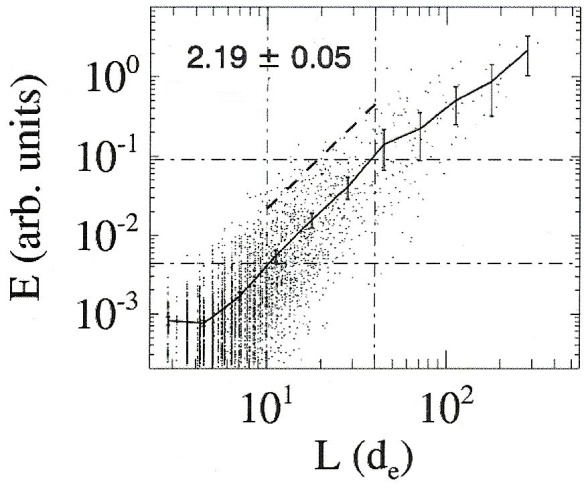 2.19 ± 0.05
10⁰
10⁻¹
10⁻²
10⁻³
E (arb. units)
10¹ 10²
L (dₑ)